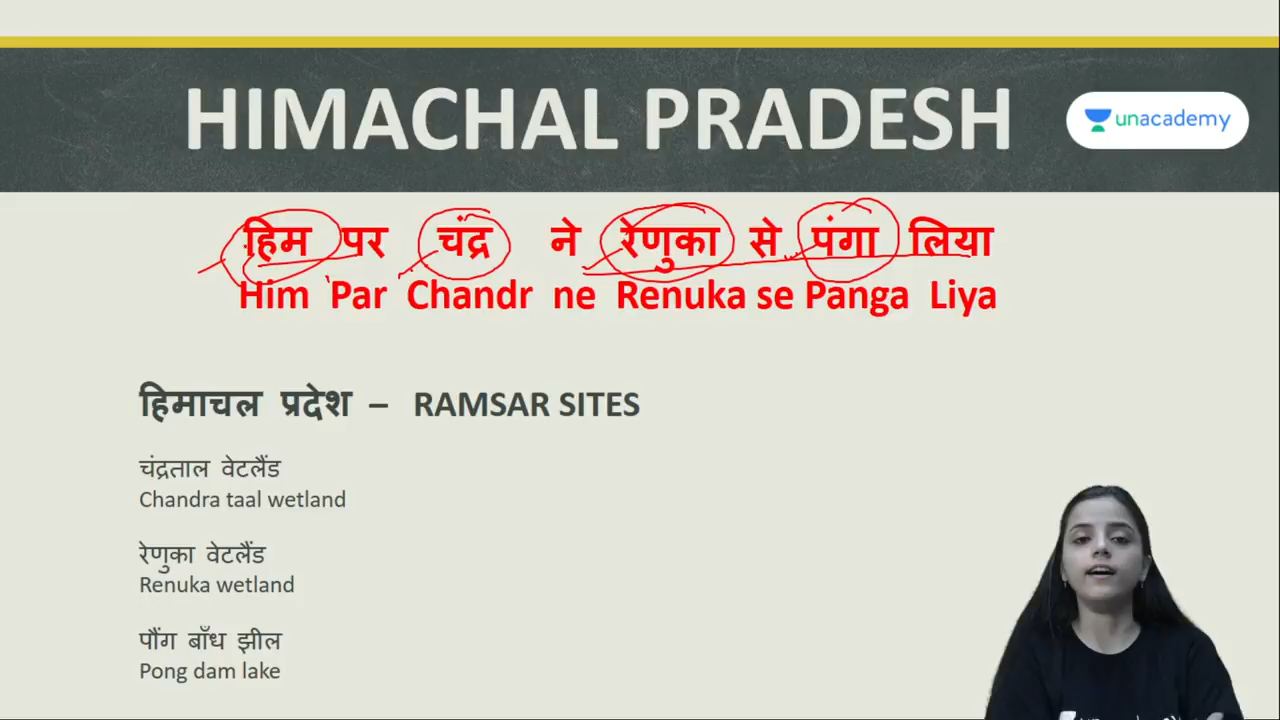 HIMACHAL PRADESH
unacademy
हिम पर चंद्र ने रेणुका से पंगा लिया
Him Par Chandr ne Renuka se Panga Liya
हिमाचल प्रदेश – RAMSAR SITES
चंद्रताल वेटलैंड
Chandra taal wetland
रेणुका वेटलैंड
Renuka wetland
पौंग बाँध झील
Pong dam lake